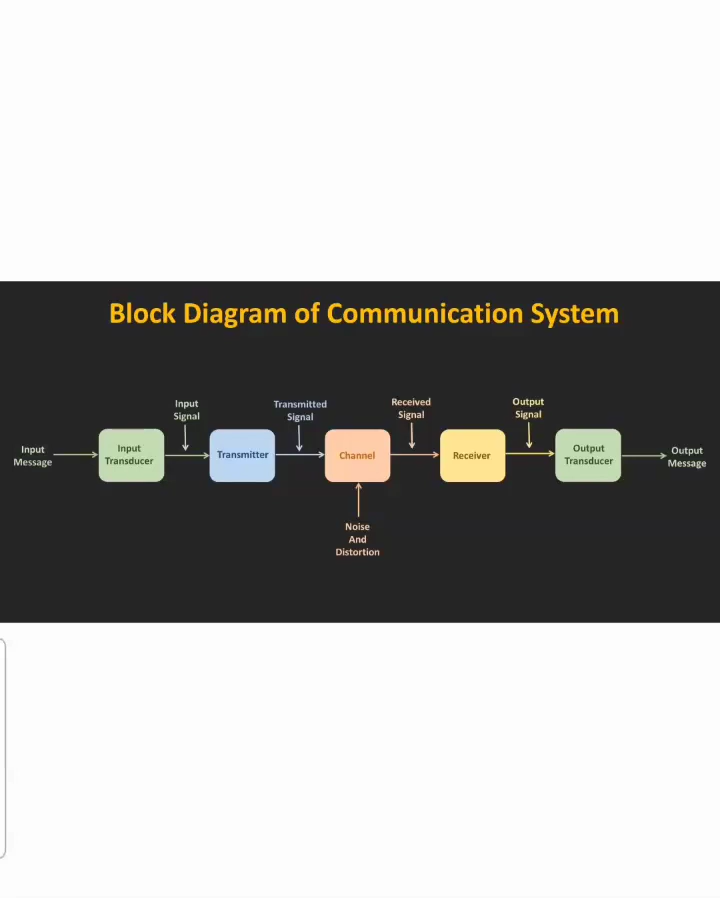 Block Diagram of Communication System
Input
Signal
Transmitted
Signal
Received
Signal
Output
Signal
Input
Message
Input
Transducer
Transmitter
Channel
Receiver
Output
Transducer
Output
Message
Noise
And
Distortion